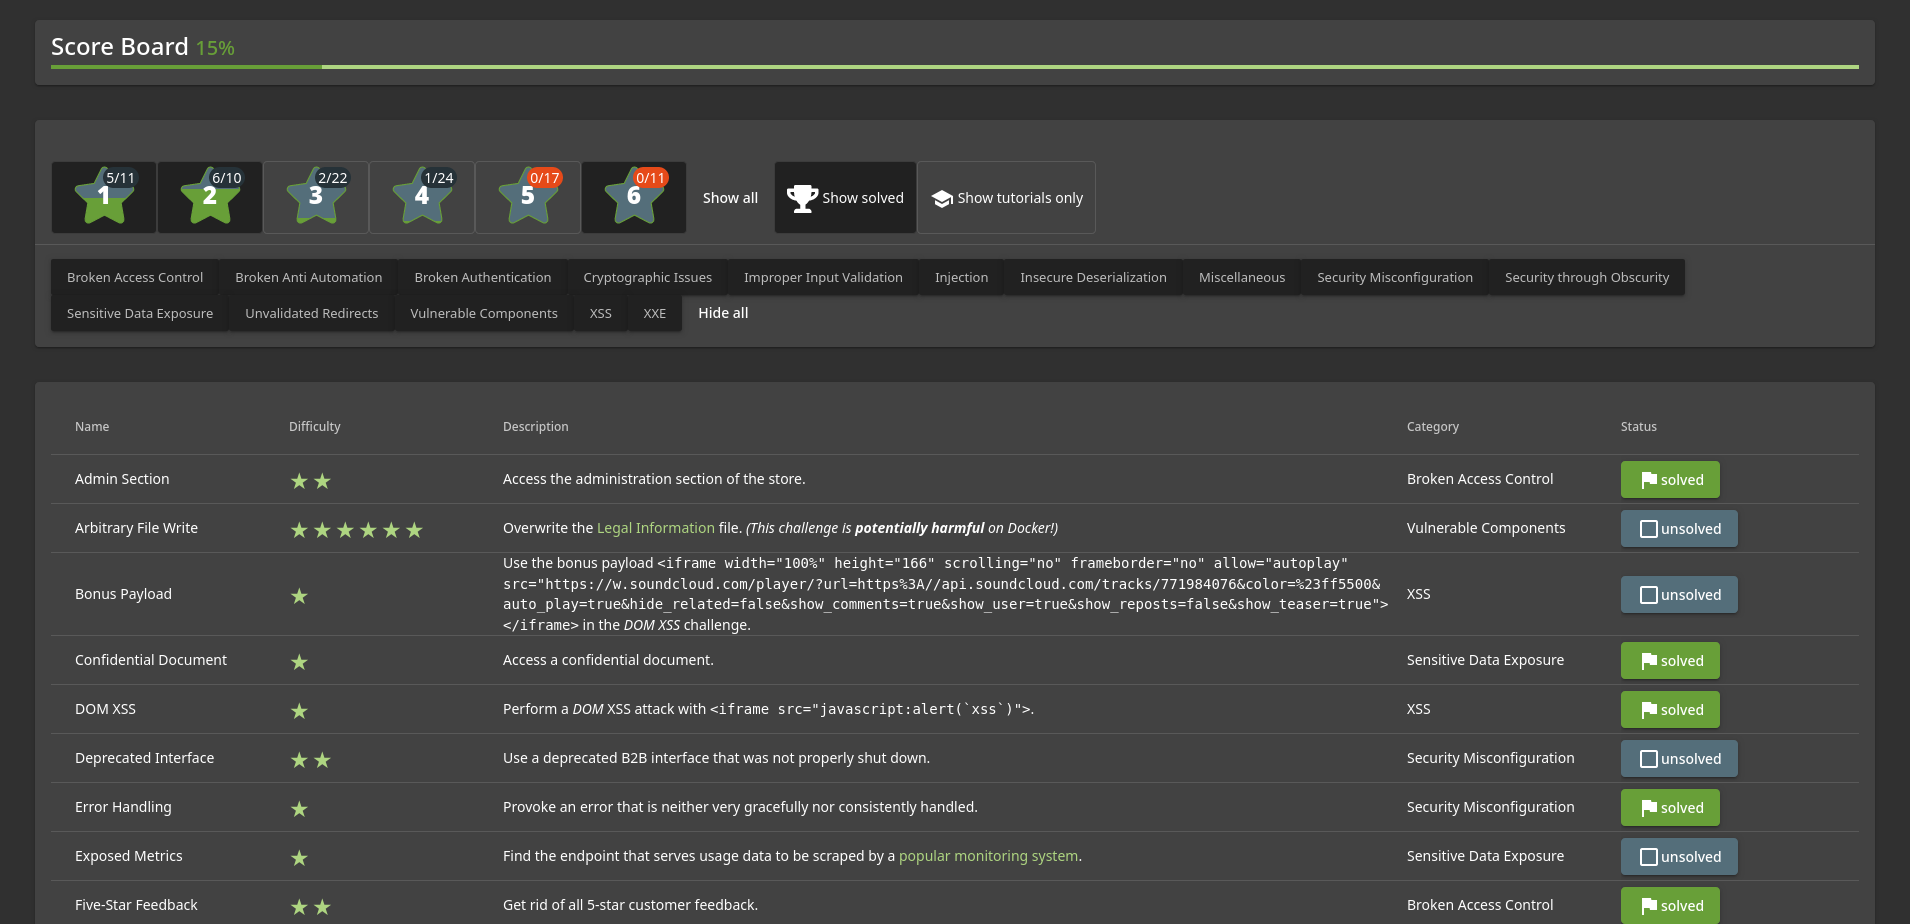 Score Board 15%
5/11 6/10 2/22 1/24 0/17 0/11
1 2 3 4 5 6 Show all Show solved Show tutorials only
Broken Access Control Broken Anti Automation Broken Authentication Cryptographic Issues Improper Input Validation Injection Insecure Deserialization Miscellaneous Security Misconfiguration Security through Obscurity
Sensitive Data Exposure Unvalidated Redirects Vulnerable Components XSS XXE Hide all
Name Difficulty Description Category Status
Admin Section Access the administration section of the store. Broken Access Control solved
Arbitrary File Write Overwrite the Legal Information file. (This challenge is potentially harmful on Docker!) Vulnerable Components unsolved
Use the bonus payload <iframe width="100%" height="166" scrolling="no" frameborder="no" allow="autoplay"
src="https://w.soundcloud.com/player/?url=https%3A//api.soundcloud.com/tracks/771984076&color=%23ff5500&
Bonus Payload XSS unsolved
auto_play=true&hide_related=false&show_comments=true&show_user=true&show_reposts=false&show_teaser=true">
</iframe> in the DOM XSS challenge.
Confidential Document Access a confidential document. Sensitive Data Exposure solved
DOM XSS Perform a DOM XSS attack with <iframe src="javascript:alert(`xss`)">. XSS solved
Deprecated Interface Use a deprecated B2B interface that was not properly shut down. Security Misconfiguration unsolved
Error Handling Provoke an error that is neither very gracefully nor consistently handled. Security Misconfiguration solved
Exposed Metrics Find the endpoint that serves usage data to be scraped by a popular monitoring system. Sensitive Data Exposure unsolved
Five-Star Feedback Get rid of all 5-star customer feedback. Broken Access Control solved